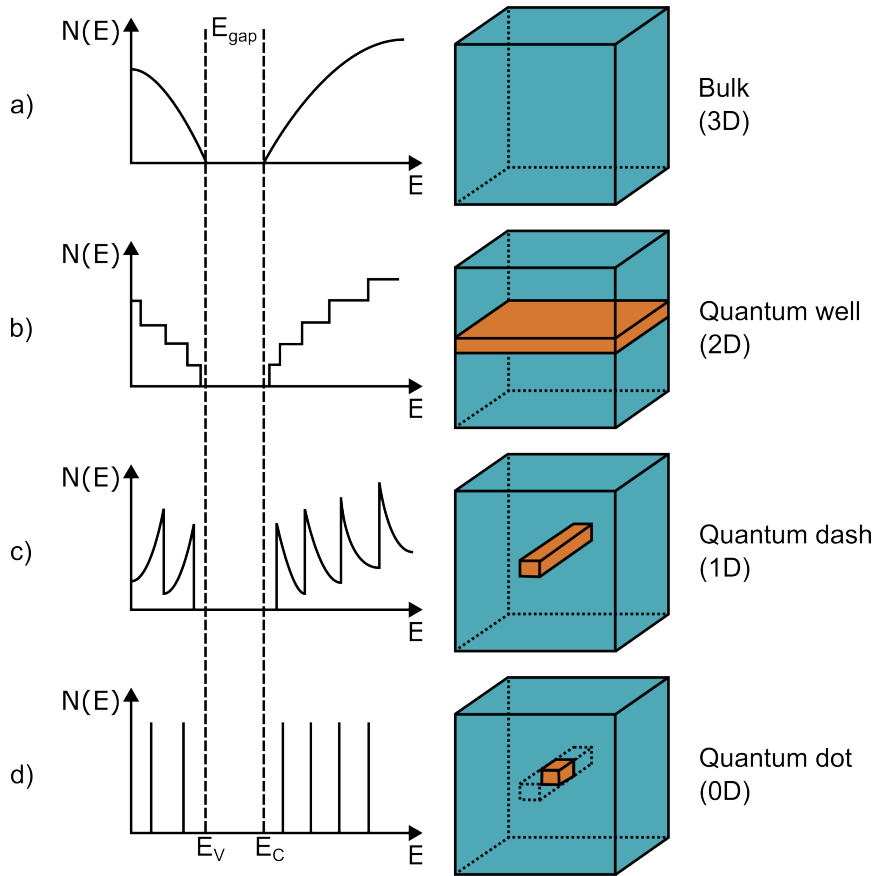 N(E)
E_gap
a)
E
Bulk
(3D)
N(E)
b)
E
Quantum well
(2D)
N(E)
c)
E
Quantum dash
(1D)
N(E)
d)
E_V
E_C
E
Quantum dot
(0D)